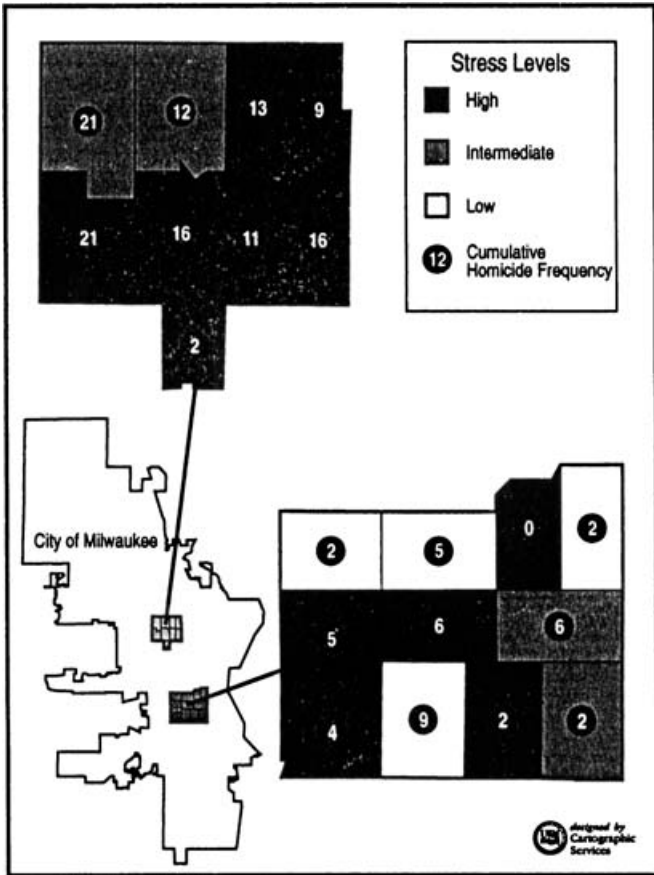 Stress Levels
High
Intermediate
Low
12 Cumulative
Homicide Frequency
21 12 13 9
21 16 11 16
2
City of Milwaukee
2 5 0 2
5 6 6
4 9 2 2
designed by
Cartographic
Services